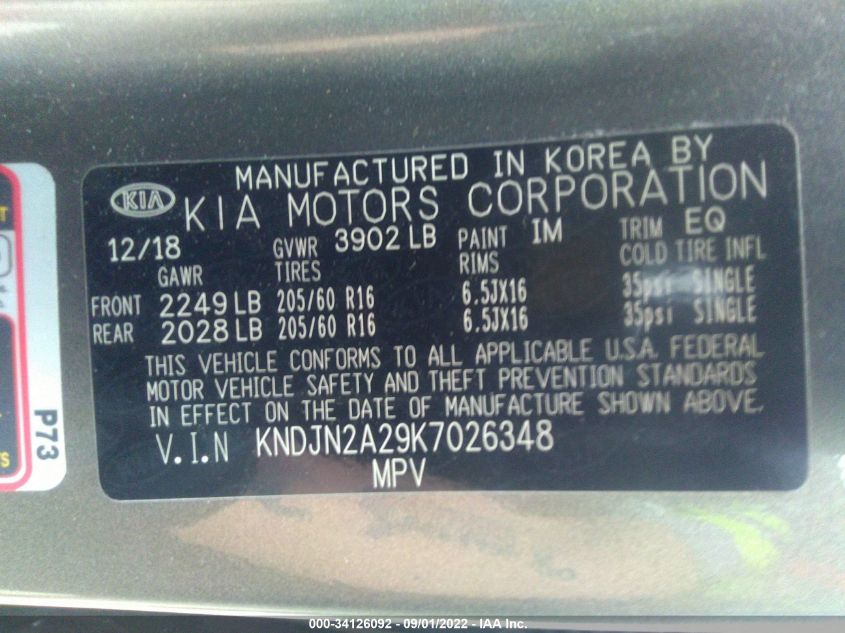 MANUFACTURED IN KOREA BY
KIA KIA MOTORS CORPORATION
12/18 GVWR 3902 LB PAINT IM TRIM EQ
GAWR TIRES RIMS COLD TIRE INFL
FRONT 2249 LB 205/60 R16 6.5JX16 35psi SINGLE
REAR 2028 LB 205/60 R16 6.5JX16 35psi SINGLE
THIS VEHICLE CONFORMS TO ALL APPLICABLE U.S.A. FEDERAL
MOTOR VEHICLE SAFETY AND THEFT PREVENTION STANDARDS
IN EFFECT ON THE DATE OF MANUFACTURE SHOWN ABOVE.
V.I.N KNDJN2A29K7026348
MPV
P73
000-34126092 - 09/01/2022 - IAA Inc.